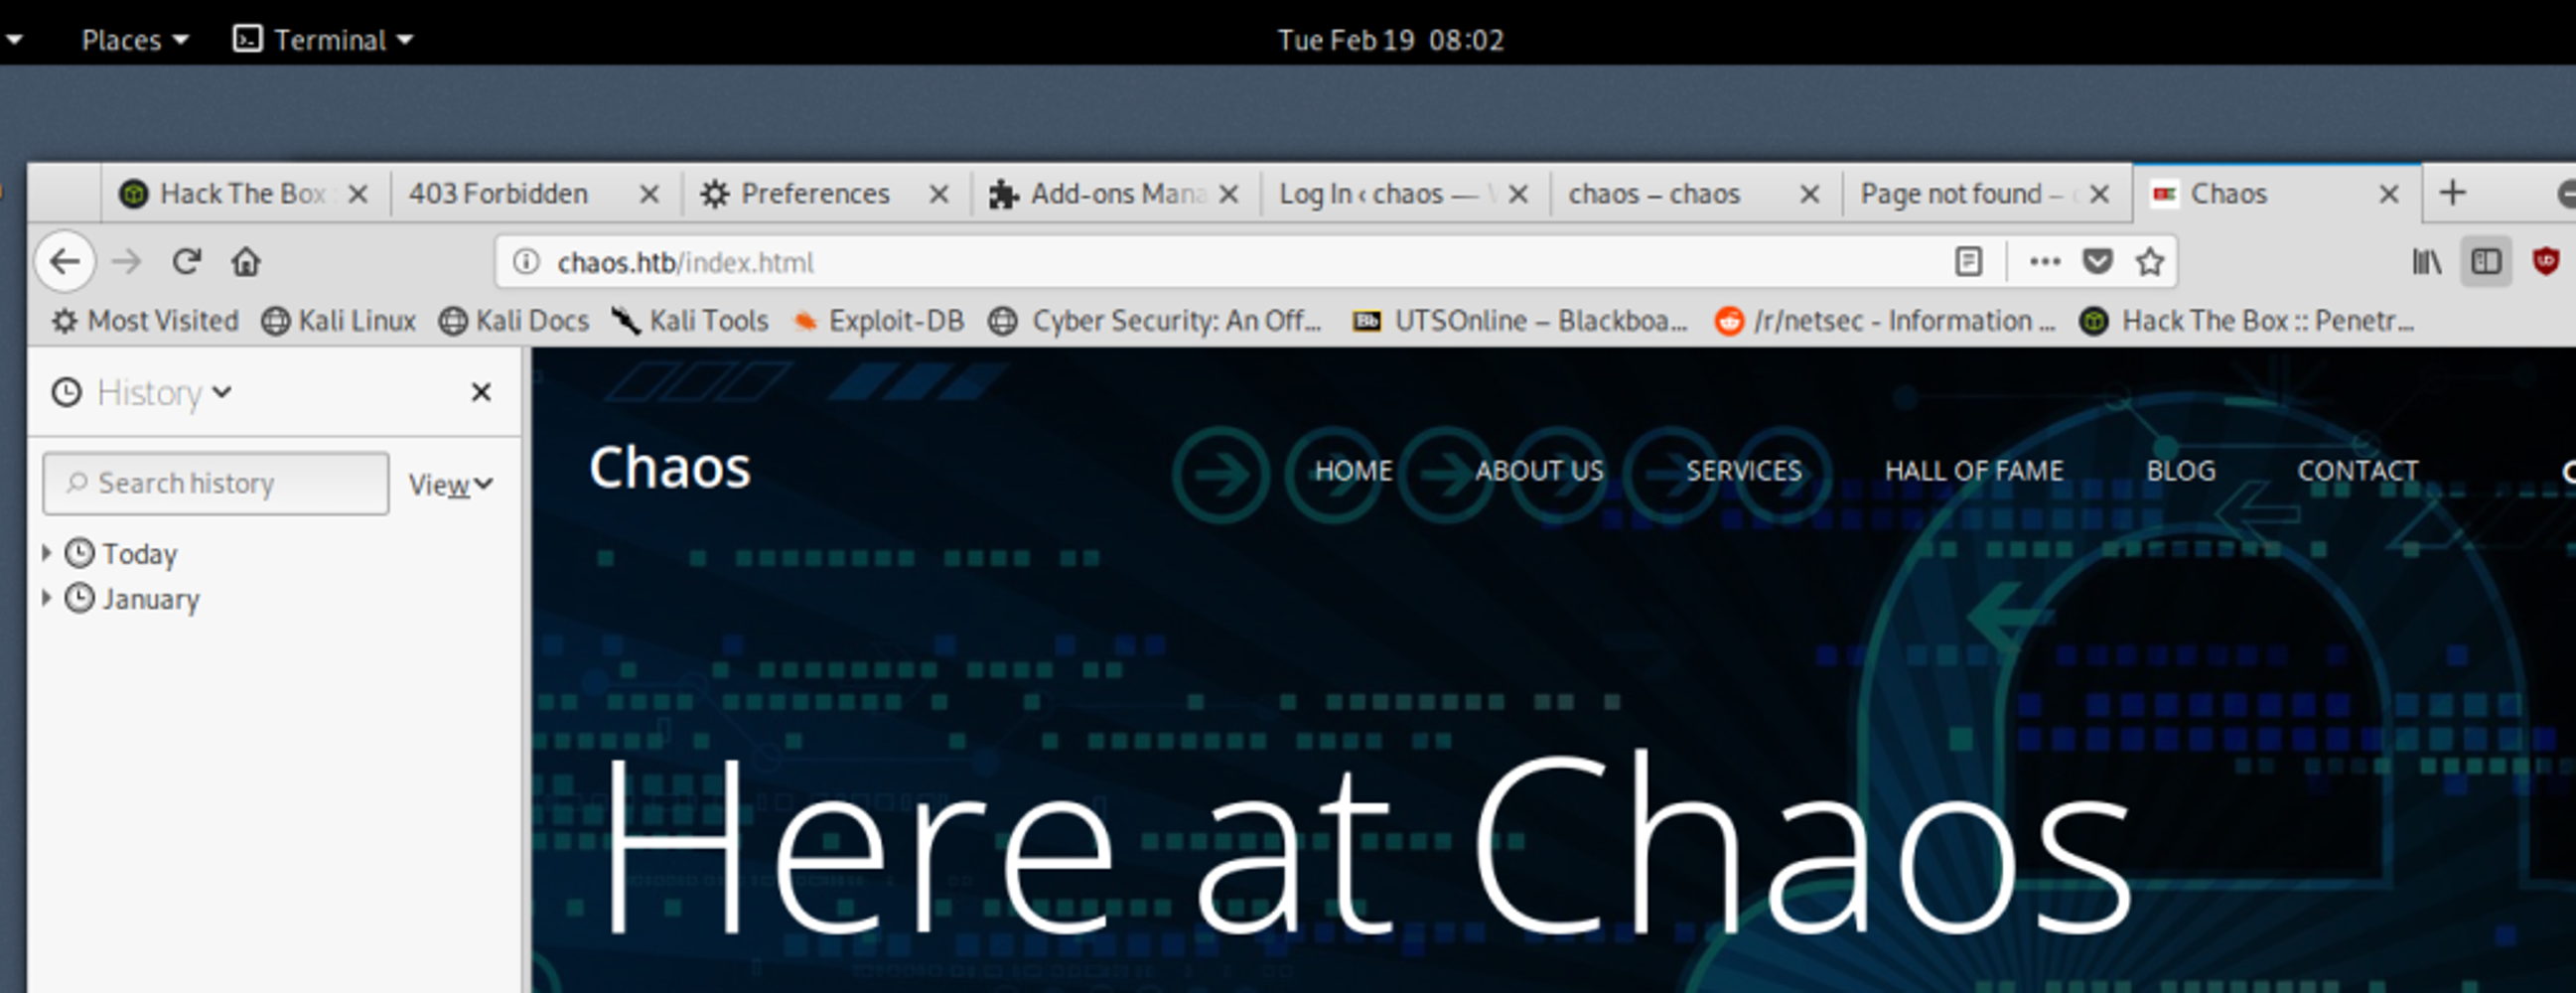 Places Terminal Tue Feb 19 08:02
Hack The Box : 403 Forbidden Preferences Add-ons Mana Log In ‹ chaos — chaos – chaos Page not found – Chaos
chaos.htb/index.html
Most Visited Kali Linux Kali Docs Kali Tools Exploit-DB Cyber Security: An Off... Bb UTSOnline – Blackboa... /r/netsec - Information ... Hack The Box :: Penetr...
History
Search history View
Today
January
Chaos HOME ABOUT US SERVICES HALL OF FAME BLOG CONTACT
Here at Chaos